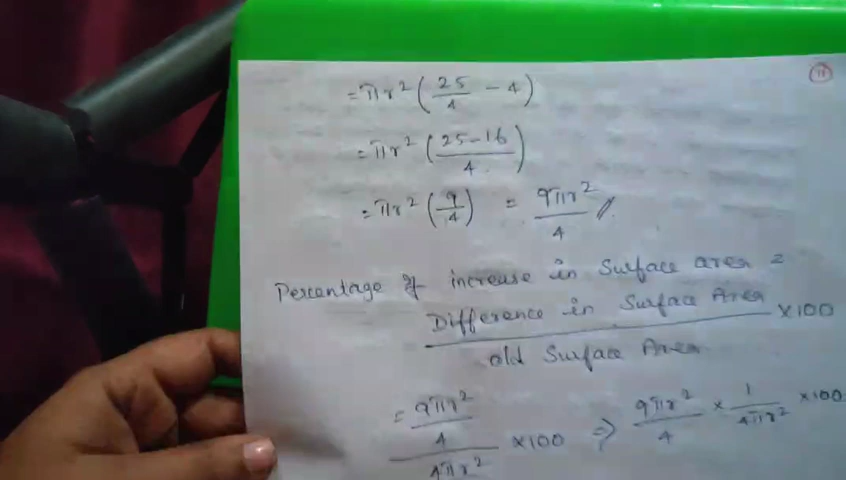 11
= πr² (25/4 - 4)
= πr² (25-16/4)
= πr² (9/4) = 9πr²/4 //
Percentage of increase in Surface area =
Difference in Surface Area / old Surface Area × 100
= 9πr²/4 / 4πr² × 100 ⇒ 9πr²/4 × 1/4πr² × 100